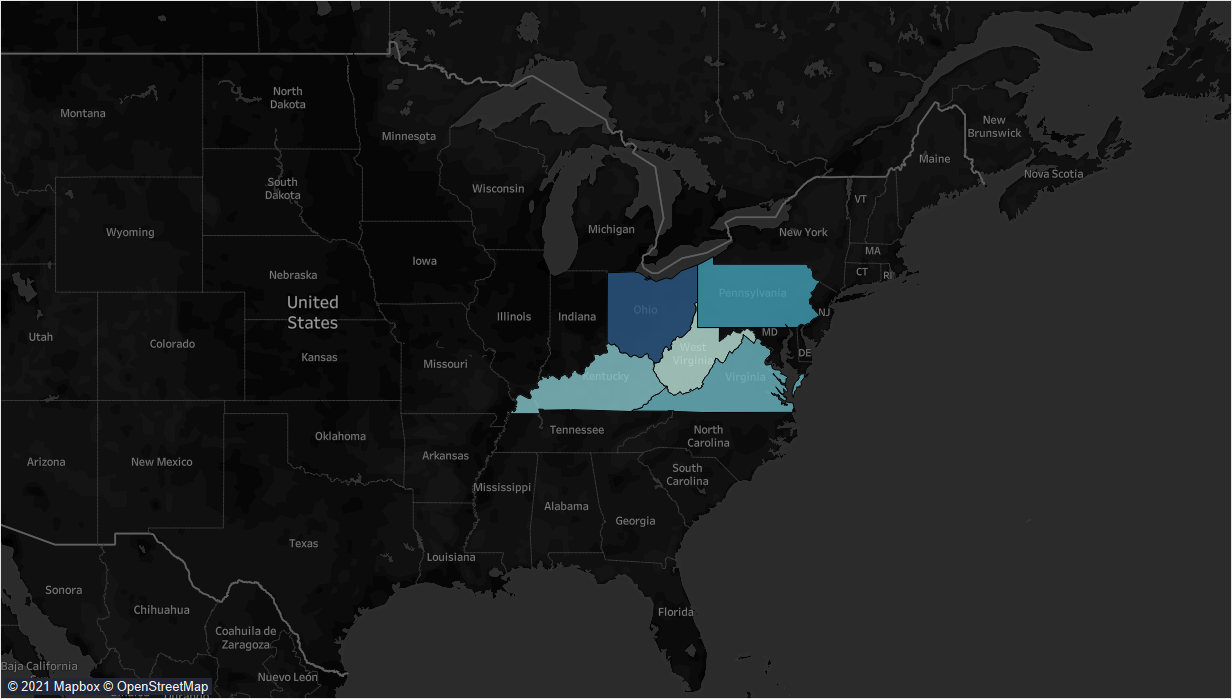 North
Dakota
Montana
Minnesota
New
Brunswick
Maine
Nova Scotia
South
Dakota
Wisconsin
VT
Wyoming
Michigan
New York
MA
Iowa
CT
RI
Nebraska
Pennsylvania
United
States
Illinois
Indiana
Ohio
NJ
Utah
Colorado
Kansas
Missouri
Kentucky
West
Virginia
MD
DE
Virginia
Oklahoma
Tennessee
North
Carolina
Arizona
New Mexico
Arkansas
South
Carolina
Mississippi
Alabama
Georgia
Texas
Louisiana
Sonora
Chihuahua
Florida
Coahuila de
Zaragoza
Baja California
Nuevo León
© 2021 Mapbox © OpenStreetMap